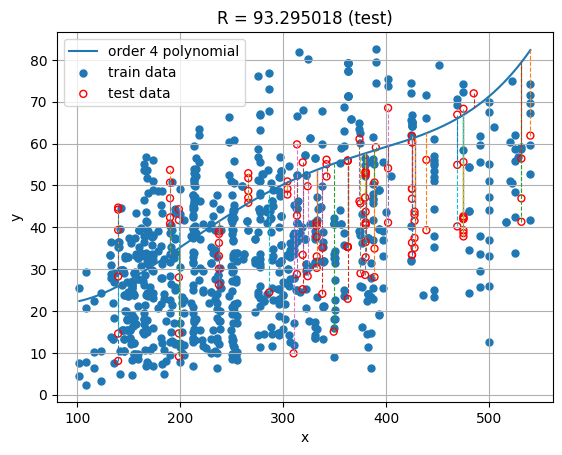 R = 93.295018 (test)
order 4 polynomial
train data
test data
y
80
70
60
50
40
30
20
10
0
100 200 300 400 500
x